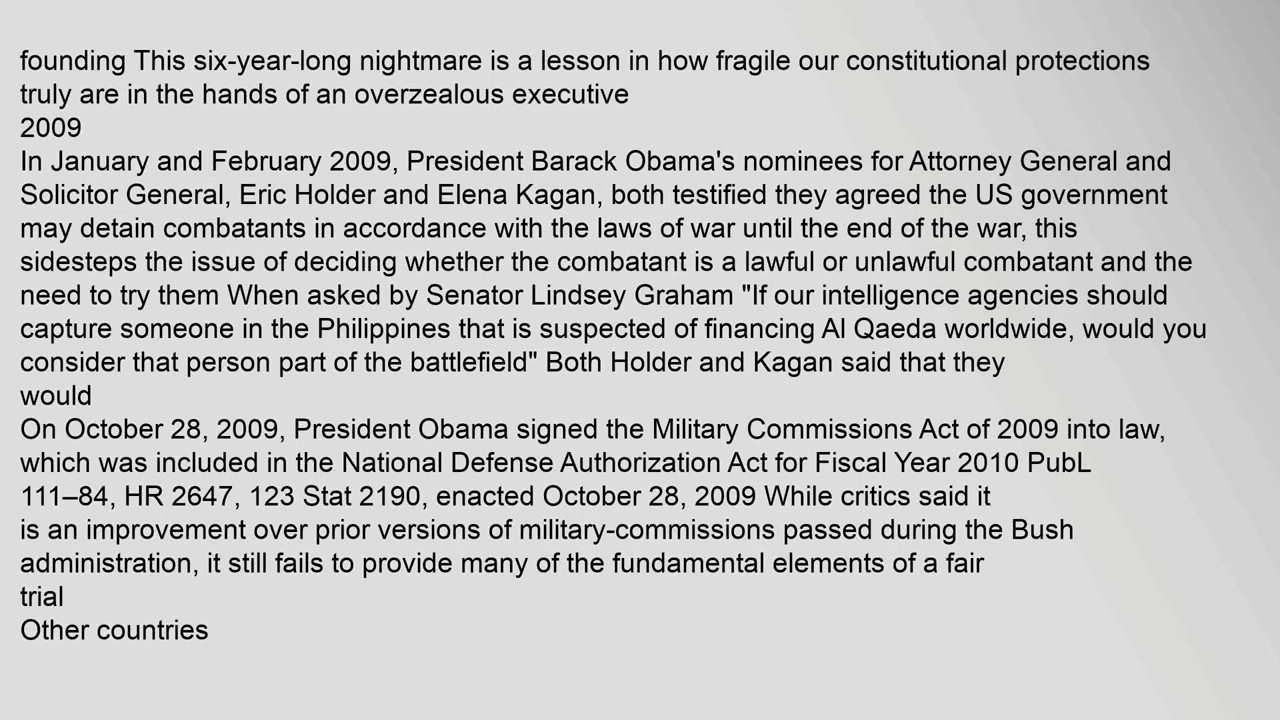 founding This six-year-long nightmare is a lesson in how fragile our constitutional protections
truly are in the hands of an overzealous executive
2009
In January and February 2009, President Barack Obama's nominees for Attorney General and
Solicitor General, Eric Holder and Elena Kagan, both testified they agreed the US government
may detain combatants in accordance with the laws of war until the end of the war, this
sidesteps the issue of deciding whether the combatant is a lawful or unlawful combatant and the
need to try them When asked by Senator Lindsey Graham "If our intelligence agencies should
capture someone in the Philippines that is suspected of financing Al Qaeda worldwide, would you
consider that person part of the battlefield" Both Holder and Kagan said that they
would
On October 28, 2009, President Obama signed the Military Commissions Act of 2009 into law,
which was included in the National Defense Authorization Act for Fiscal Year 2010 PubL
111–84, HR 2647, 123 Stat 2190, enacted October 28, 2009 While critics said it
is an improvement over prior versions of military-commissions passed during the Bush
administration, it still fails to provide many of the fundamental elements of a fair
trial
Other countries